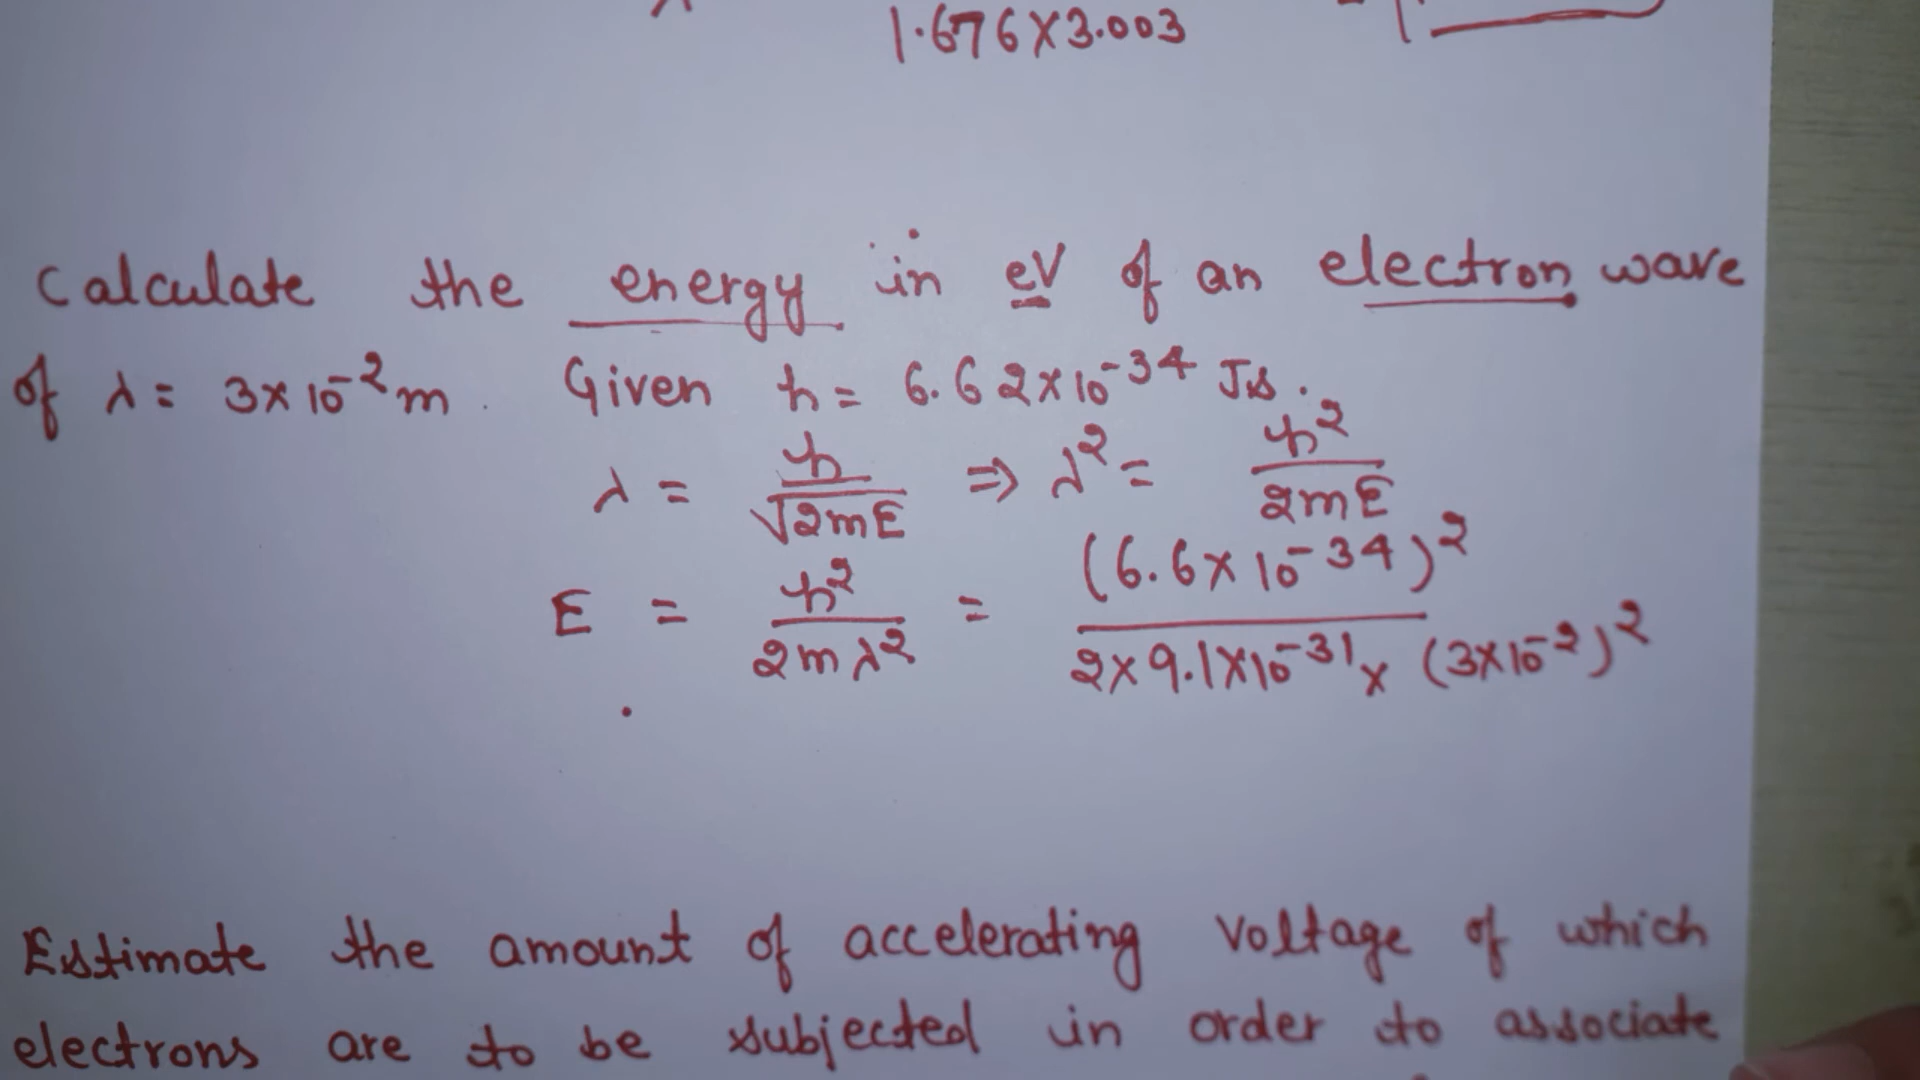 1.676×3.003
Calculate the energy in eV of an electron wave
of λ = 3×10⁻²m. Given h = 6.62×10⁻³⁴ Js.
λ = h/√2mE ⇒ λ² = h²/2mE
E = h²/2mλ² = (6.6×10⁻³⁴)²/2×9.1×10⁻³¹×(3×10⁻²)²
Estimate the amount of accelerating voltage of which
electrons are to be subjected in order to associate